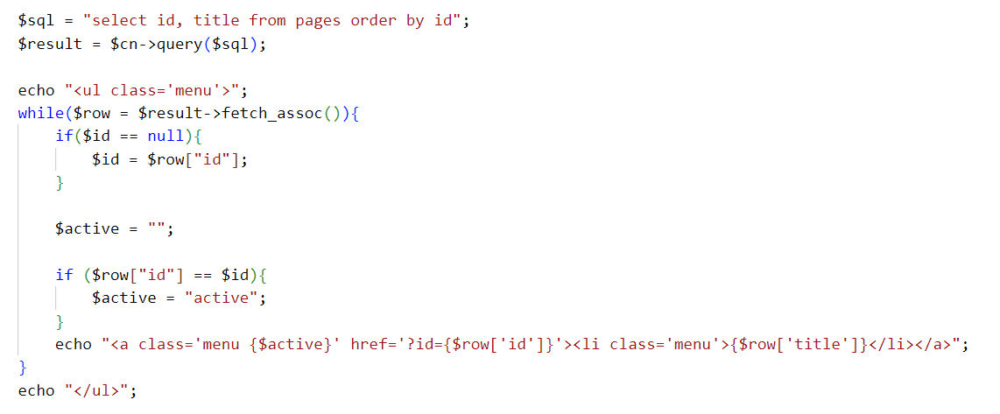 $sql = "select id, title from pages order by id";
$result = $cn->query($sql);
echo "<ul class='menu'>";
while($row = $result->fetch_assoc()){
if($id == null){
$id = $row["id"];
}
$active = "";
if ($row["id"] == $id){
$active = "active";
}
echo "<a class='menu {$active}' href='?id={$row['id']}'><li class='menu'>{$row['title']}</li></a>";
}
echo "</ul>";